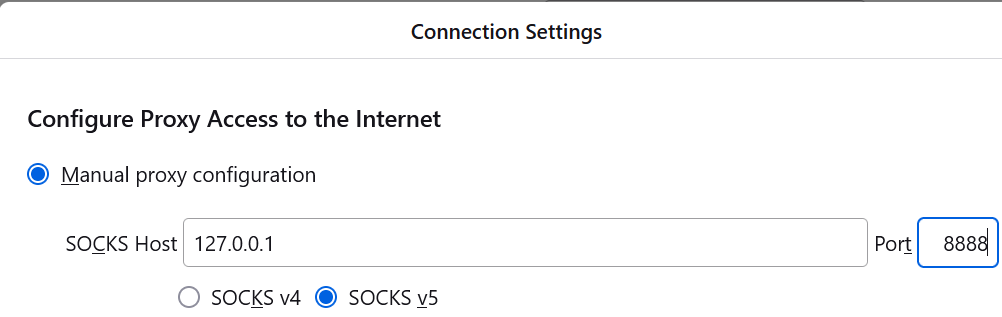 Connection Settings
Configure Proxy Access to the Internet
Manual proxy configuration
SOCKS Host 127.0.0.1 Port 8888
SOCKS v4 SOCKS v5